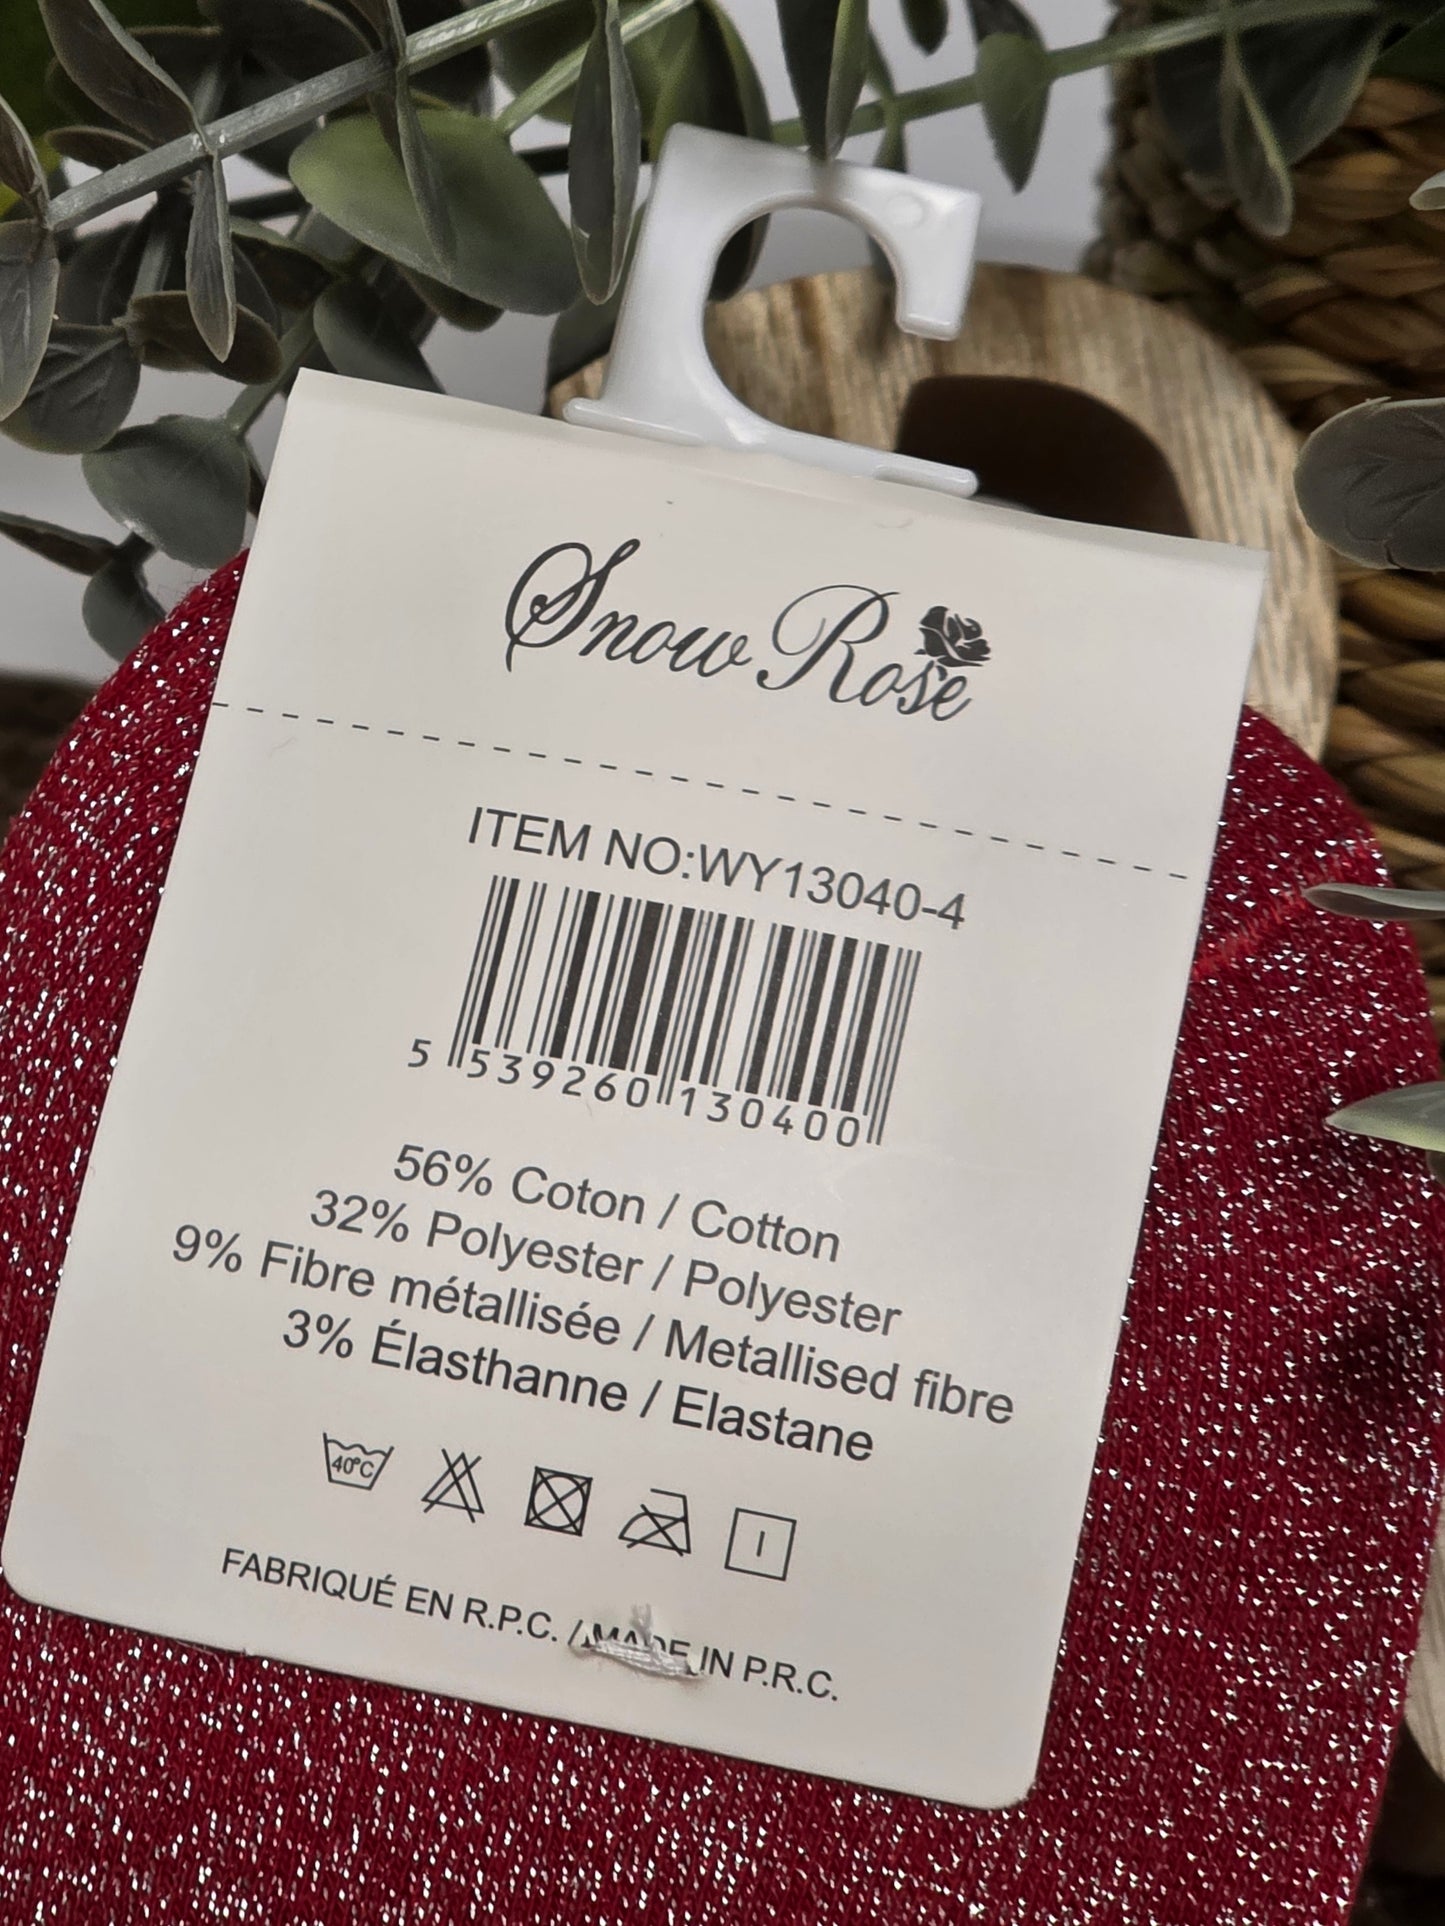 Snow Rose
ITEM NO:WY13040-4
5 539260 130400
56% Coton / Cotton
32% Polyester / Polyester
9% Fibre métallisée / Metallised fibre
3% Élasthanne / Elastane
40°C
FABRIQUÉ EN R.P.C. / MADE IN P.R.C.